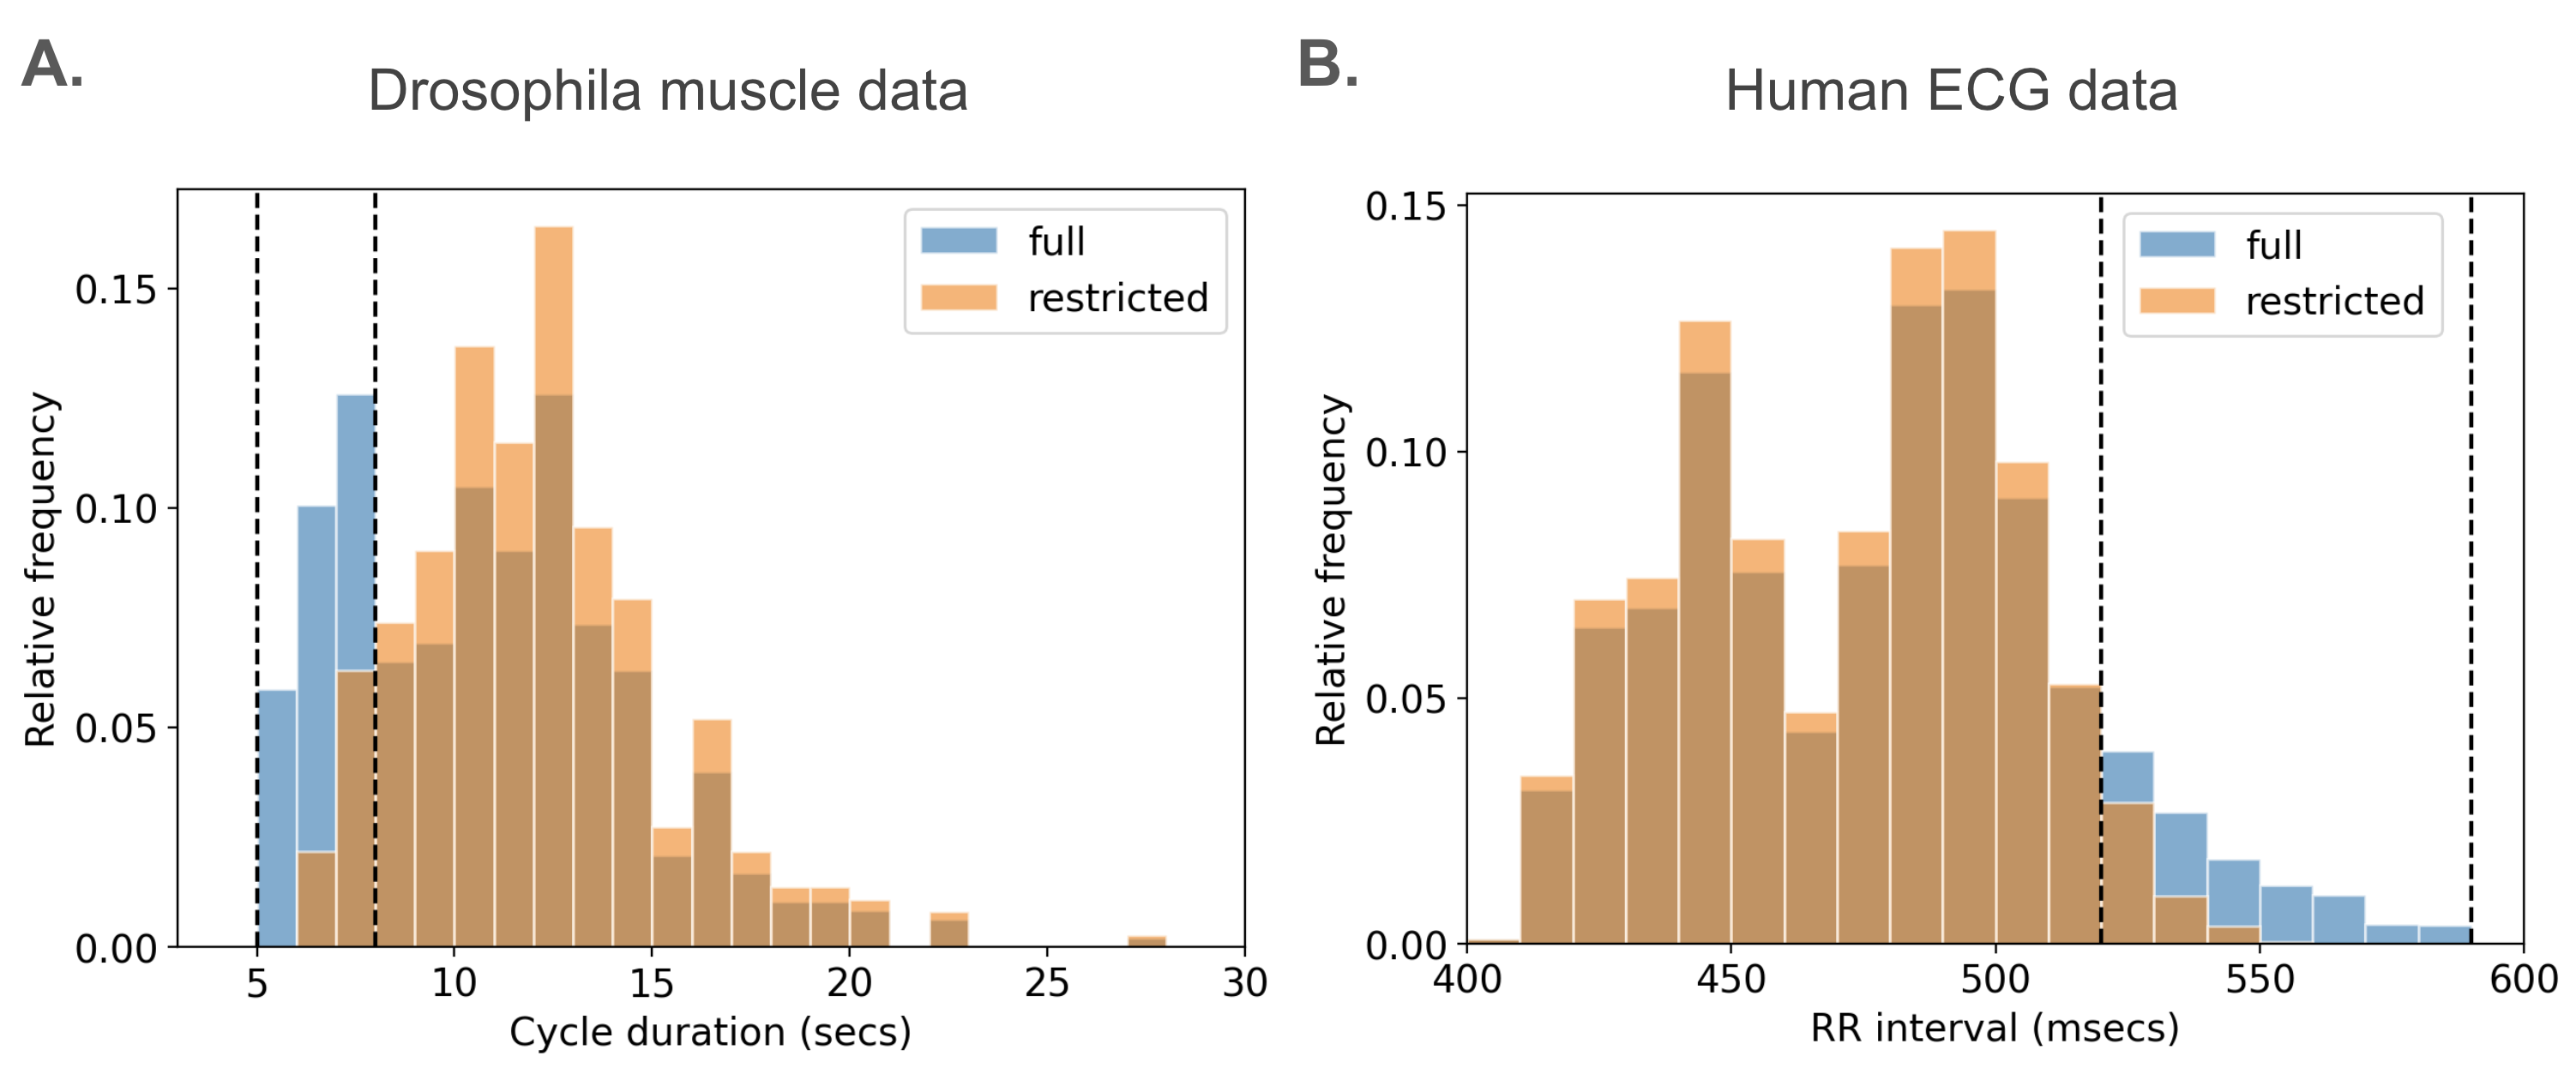 A.
Drosophila muscle data
full
restricted
Relative frequency
0.15
0.10
0.05
0.00
5 10 15 20 25 30
Cycle duration (secs)
B.
Human ECG data
full
restricted
Relative frequency
0.15
0.10
0.05
0.00
400 450 500 550 600
RR interval (msecs)